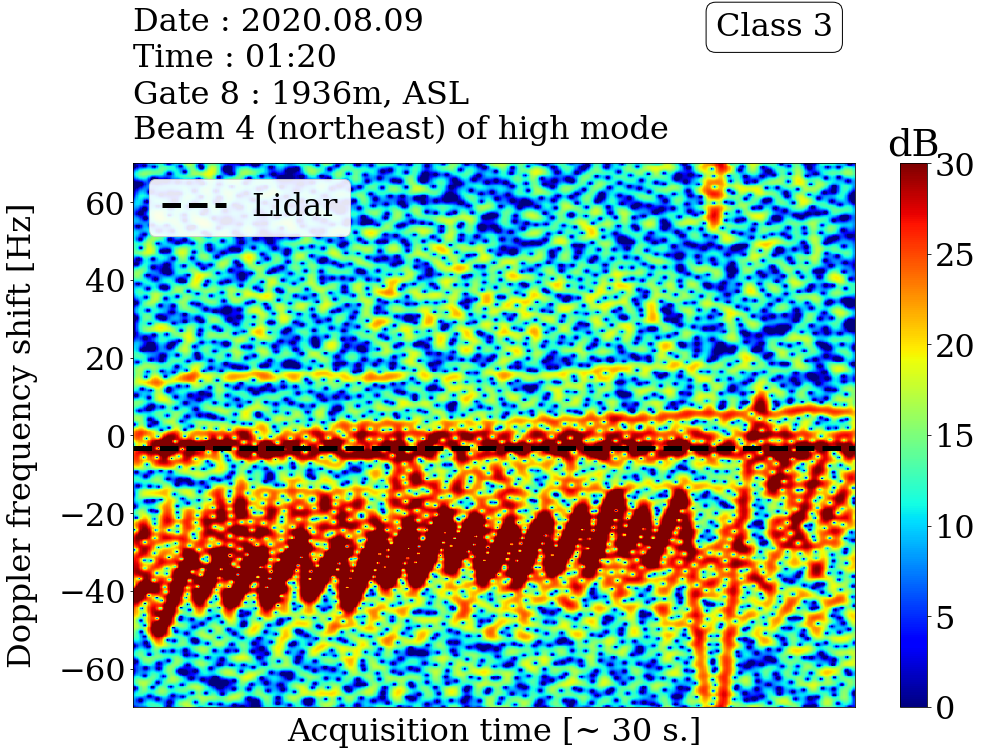 Date : 2020.08.09
Time : 01:20
Gate 8 : 1936m, ASL
Beam 4 (northeast) of high mode
Class 3
dB
Lidar
Doppler frequency shift [Hz]
60
40
20
0
−20
−40
−60
Acquisition time [~ 30 s.]
30
25
20
15
10
5
0